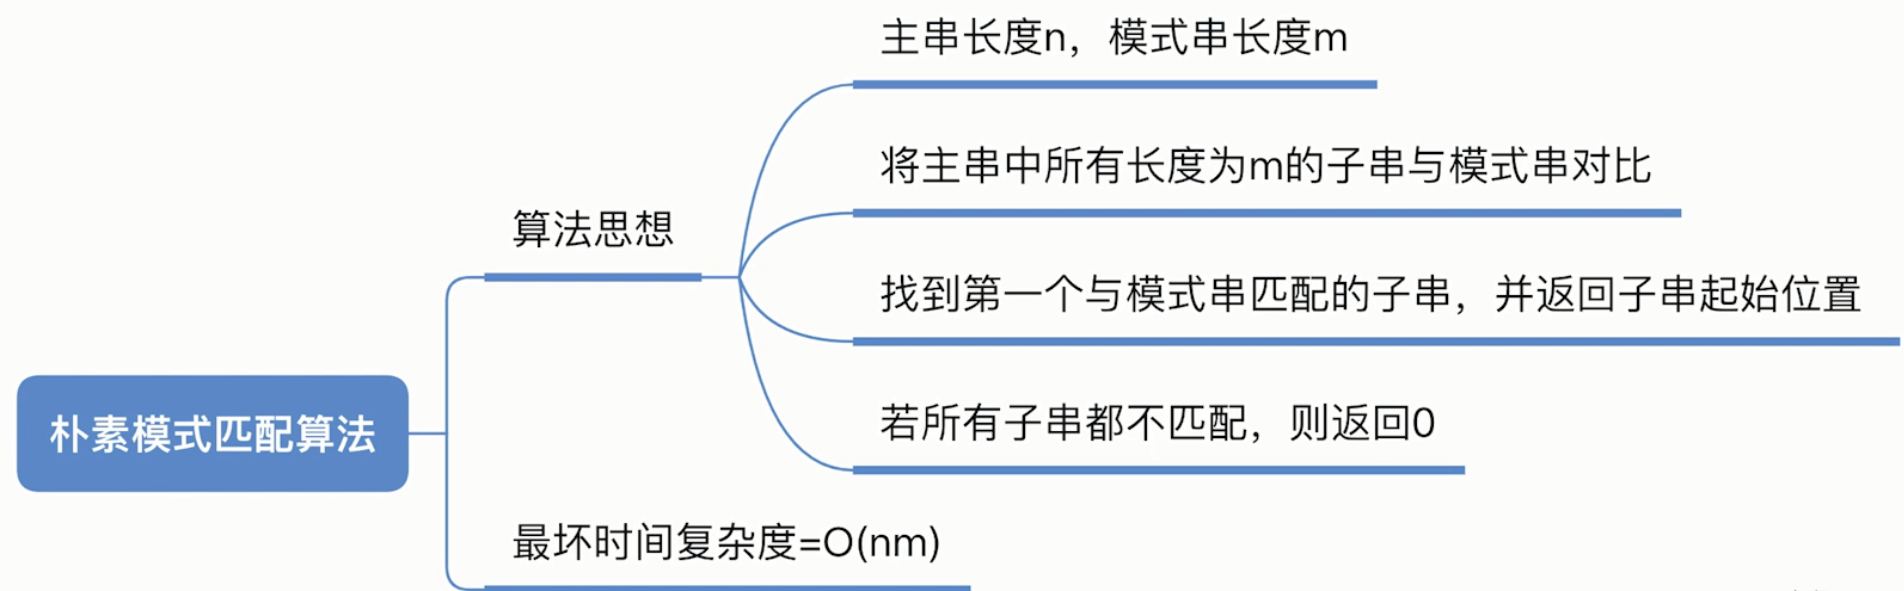 主串长度n，模式串长度m
将主串中所有长度为m的子串与模式串对比
算法思想
找到第一个与模式串匹配的子串，并返回子串起始位置
朴素模式匹配算法
若所有子串都不匹配，则返回0
最坏时间复杂度=O(nm)